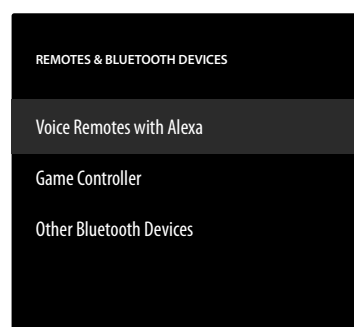 REMOTES & BLUETOOTH DEVICES
Voice Remotes with Alexa
Game Controller
Other Bluetooth Devices